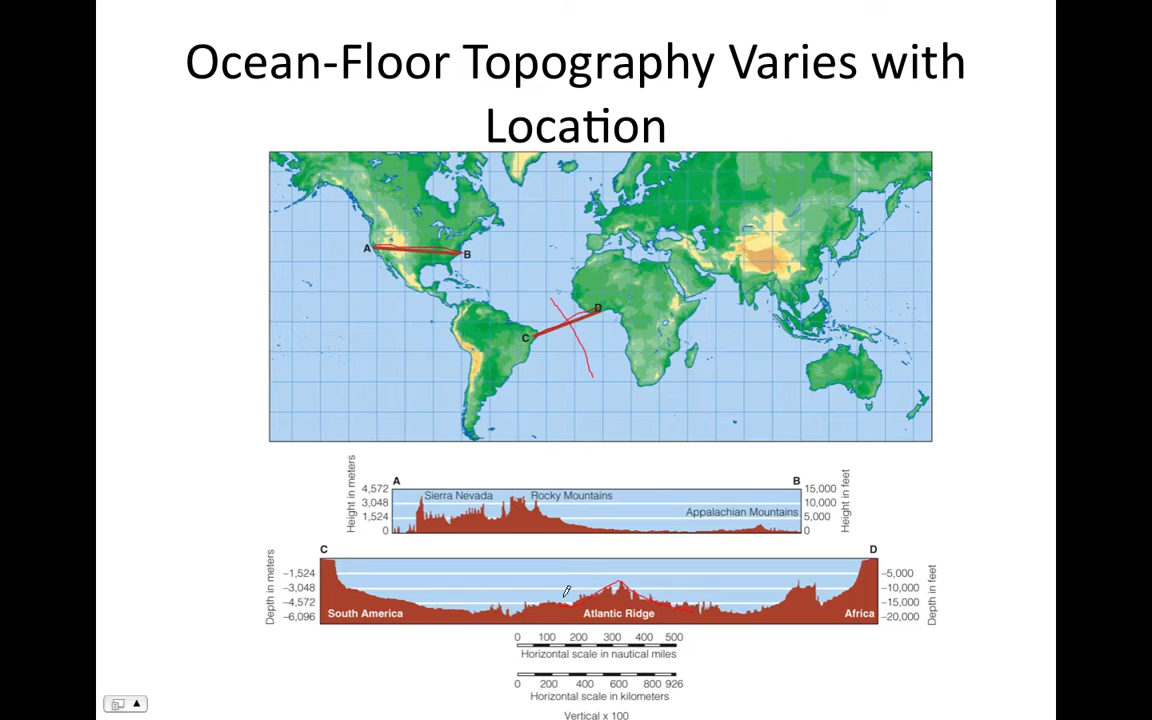 Ocean-Floor Topography Varies with
Location
A
B
D
C
A
B
Height in meters
4,572
3,048
1,524
0
Sierra Nevada
Rocky Mountains
Appalachian Mountains
15,000
10,000
5,000
0
Height in feet
C
D
Depth in meters
−1,524
−3,048
−4,572
−6,096
South America
Atlantic Ridge
Africa
−5,000
−10,000
−15,000
−20,000
Depth in feet
0 100 200 300 400 500
Horizontal scale in nautical miles
0 200 400 600 800 926
Horizontal scale in kilometers
Vertical x 100